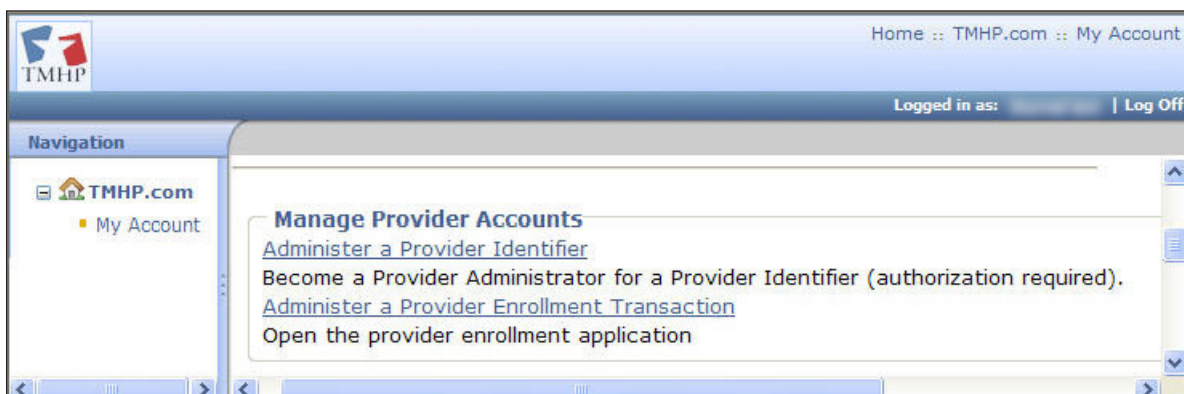 TMHP
Home :: TMHP.com :: My Account
Logged in as: | Log Off
Navigation
TMHP.com
My Account
Manage Provider Accounts
Administer a Provider Identifier
Become a Provider Administrator for a Provider Identifier (authorization required).
Administer a Provider Enrollment Transaction
Open the provider enrollment application